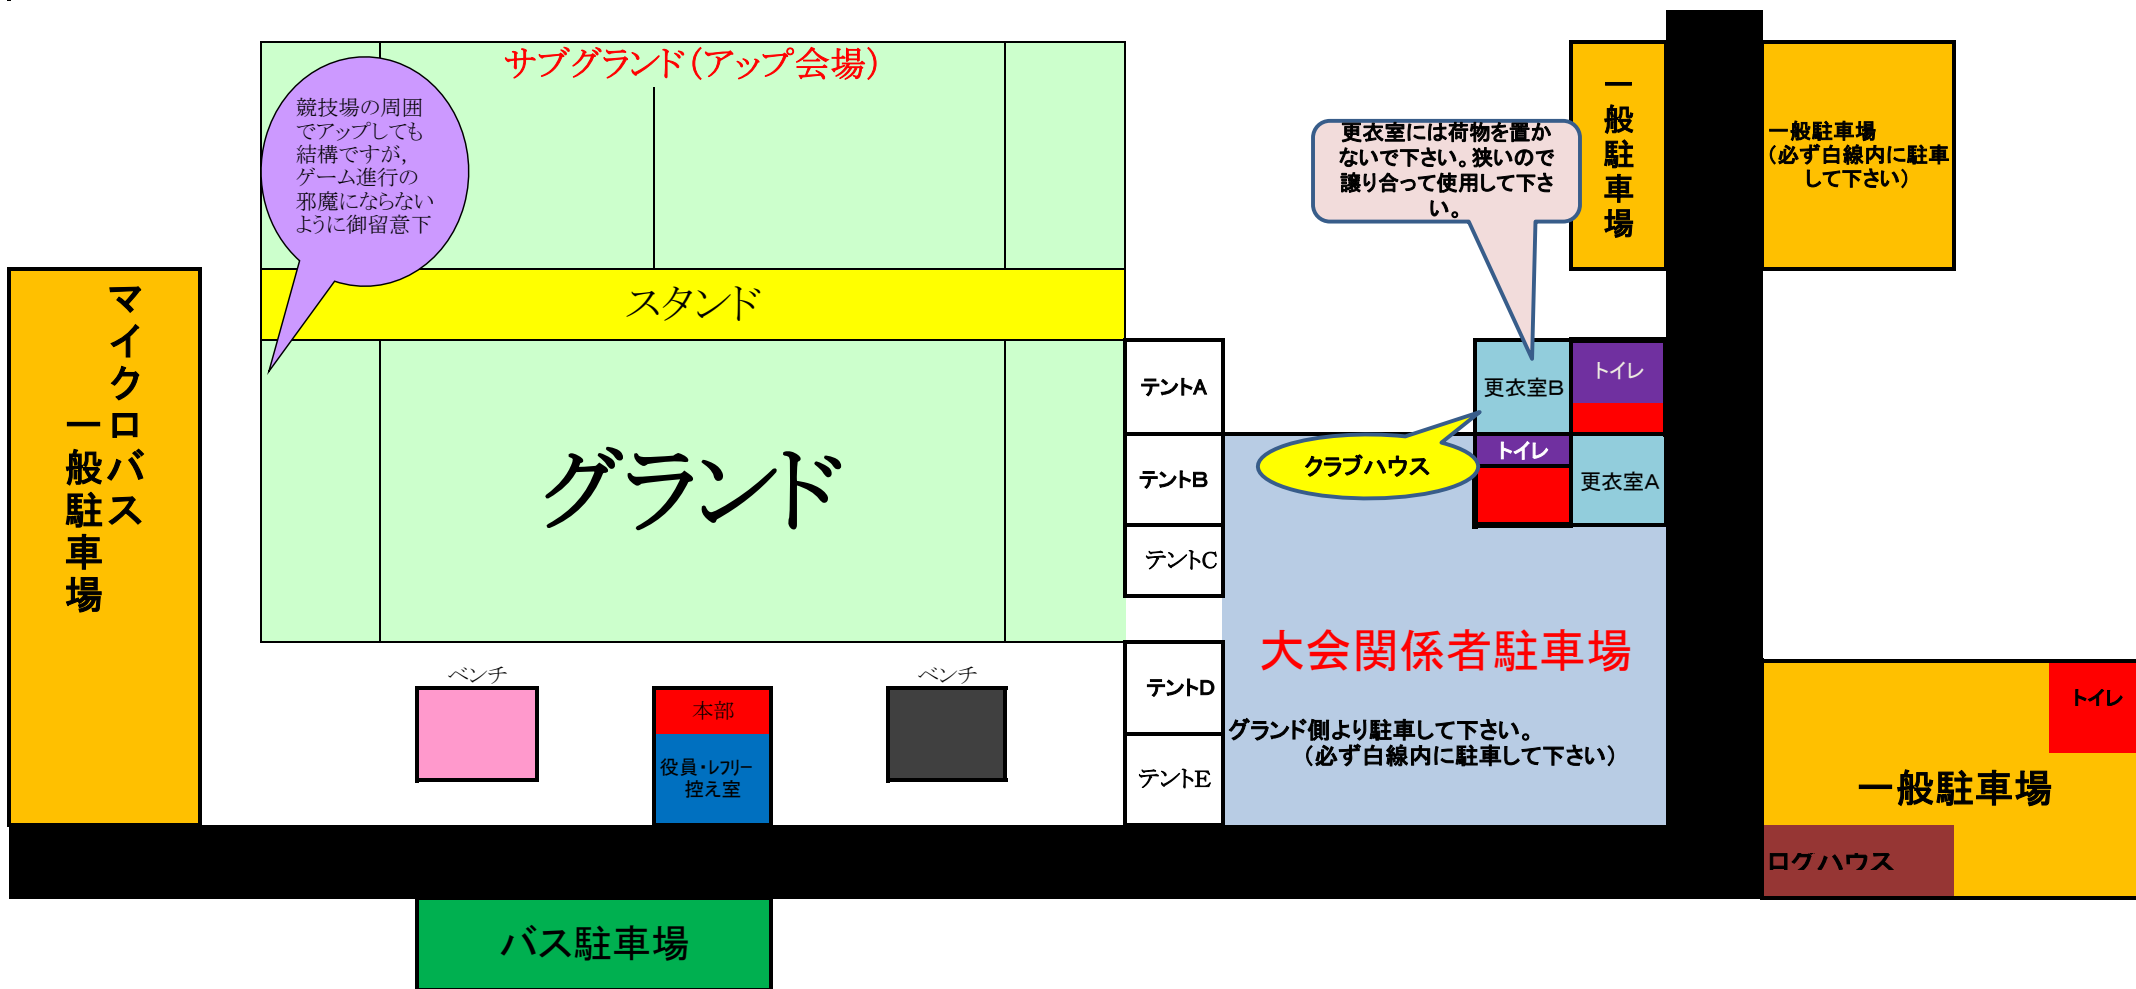 サブグランド（アップ会場）
競技場の周囲
でアップしても
結構ですが，
ゲーム進行の
邪魔にならない
ように御留意下
スタンド
マイクロバス
一般駐車場
グランド
テントA
テントB
テントC
テントD
テントE
更衣室には荷物を置か
ないで下さい。狭いので
譲り合って使用して下さ
い。
一般駐車場
一般駐車場
（必ず白線内に駐車
して下さい）
更衣室B
トイレ
クラブハウス
トイレ
更衣室A
大会関係者駐車場
グランド側より駐車して下さい。
（必ず白線内に駐車して下さい）
ベンチ
本部
役員・レフリー
控え室
ベンチ
トイレ
一般駐車場
ログハウス
バス駐車場